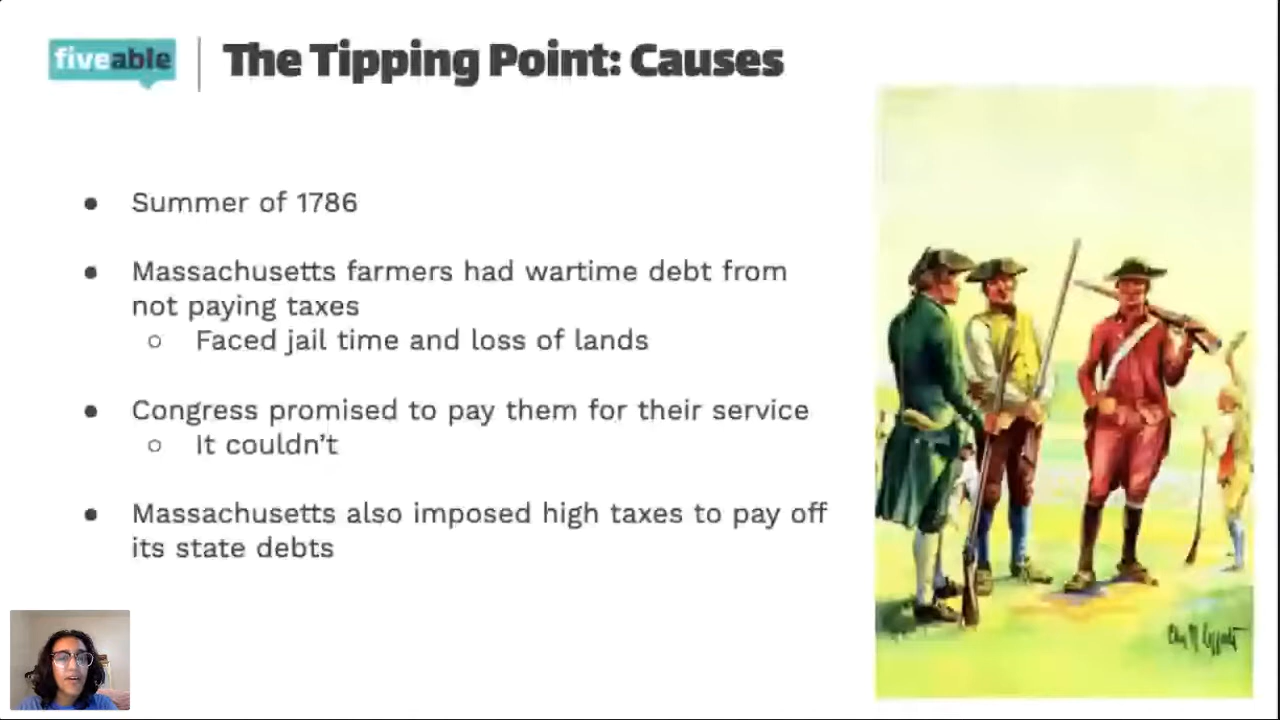 fiveable
The Tipping Point: Causes
● Summer of 1786
● Massachusetts farmers had wartime debt from
not paying taxes
○ Faced jail time and loss of lands
● Congress promised to pay them for their service
○ It couldn't
● Massachusetts also imposed high taxes to pay off
its state debts